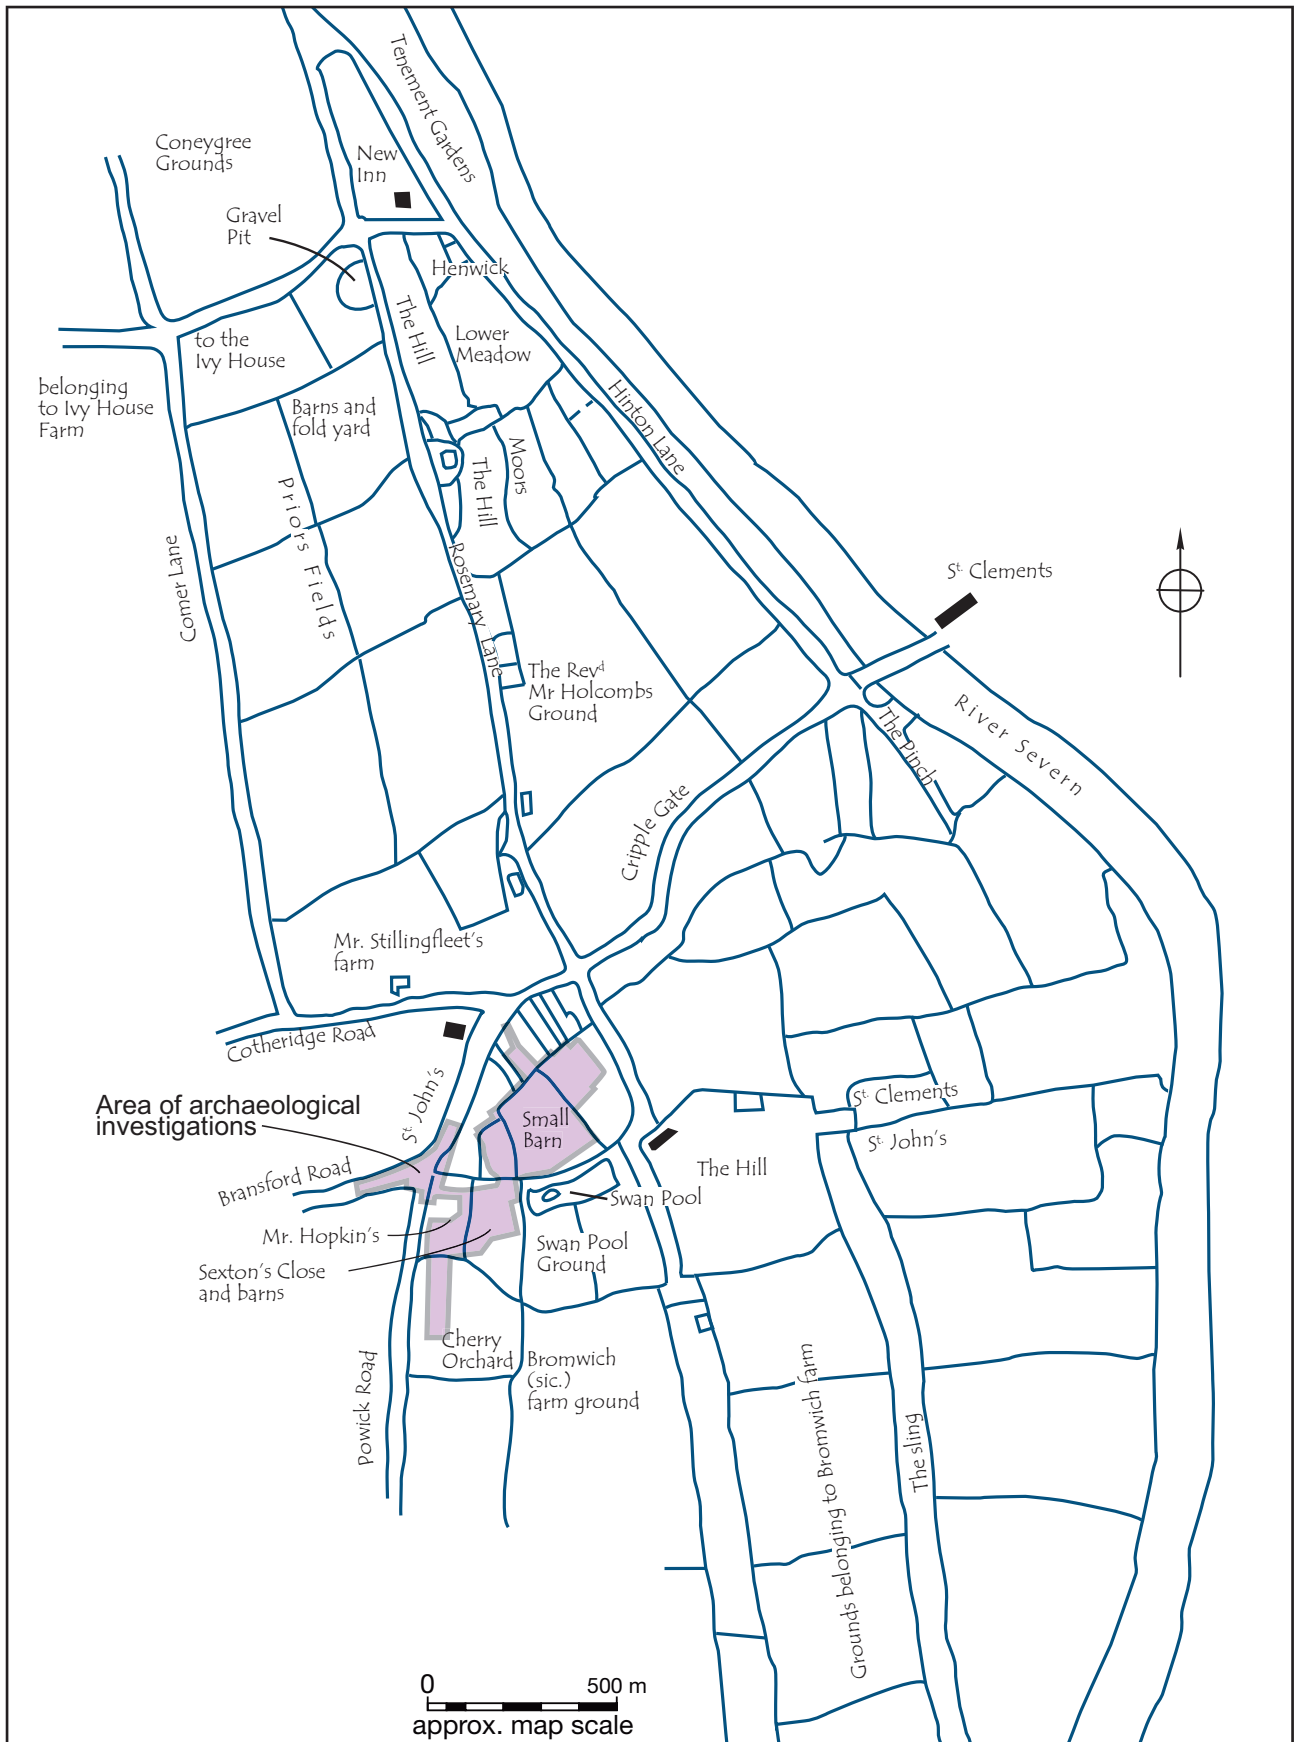 Tenement Gardens
Coneygree
Grounds
New
Inn
Gravel
Pit
Henwick
The Hill
Lower
Meadow
to the
Ivy House
belonging
to Ivy House
Farm
Barns and
fold yard
Hinton Lane
Moors
The Hill
Priors Fields
Comer Lane
Rosemary Lane
St. Clements
The Revd
Mr Holcombs
Ground
River Severn
The Pinch
Cripple Gate
Mr. Stillingfleet's
farm
Cotheridge Road
St. John's
Area of archaeological
investigations
Small
Barn
St. Clements
St. John's
The Hill
Bransford Road
Swan Pool
Mr. Hopkin's
Swan Pool
Ground
Sexton's Close
and barns
Cherry
Orchard
Bromwich
(sic.)
farm ground
Powick Road
Grounds belonging to Bromwich farm
The sling
0 500 m
approx. map scale